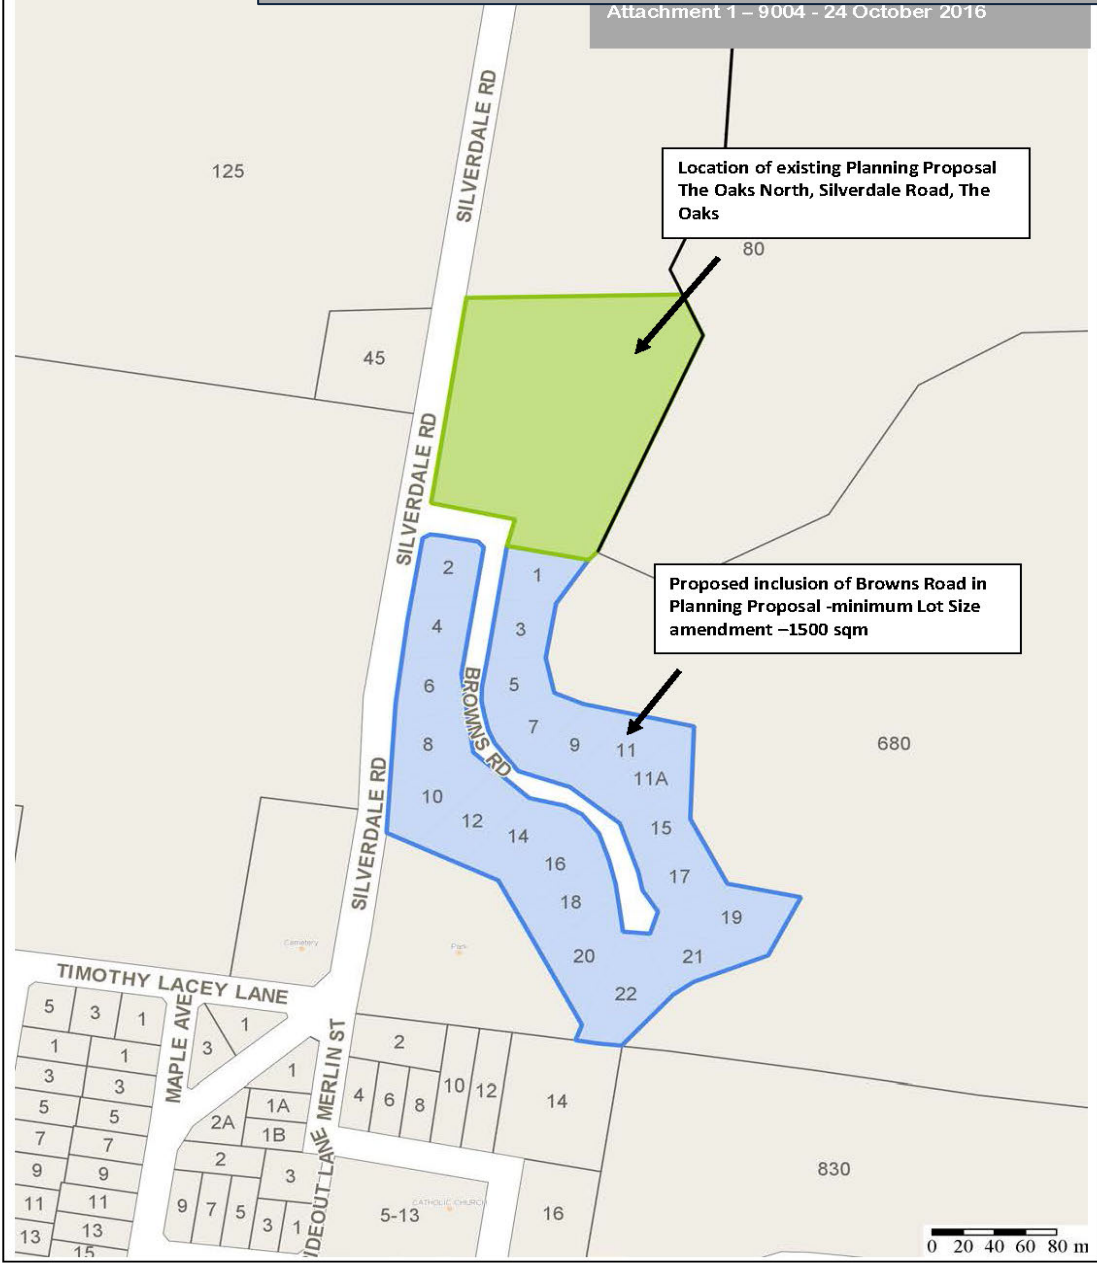 Attachment 1 – 9004 - 24 October 2016
SILVERDALE RD
125
Location of existing Planning Proposal
The Oaks North, Silverdale Road, The
Oaks
80
45
SILVERDALE RD
2
1
Proposed inclusion of Browns Road in
Planning Proposal -minimum Lot Size
amendment –1500 sqm
4
3
6
5
BROWNS RD
7
8
9
11
680
11A
10
12
14
15
SILVERDALE RD
16
17
18
19
Cemetery
Park
20
21
22
TIMOTHY LACEY LANE
MAPLE AVE
5
3
1
1
3
1
1
3
3
5
5
7
7
9
9
11
11
13
13
15
MERLIN ST
1
2A
1A
1B
2
3
9
7
5
3
1
IDEOUT LANE
2
4
6
8
10
12
14
CATHOLIC CHURCH
5-13
16
830
0 20 40 60 80 m